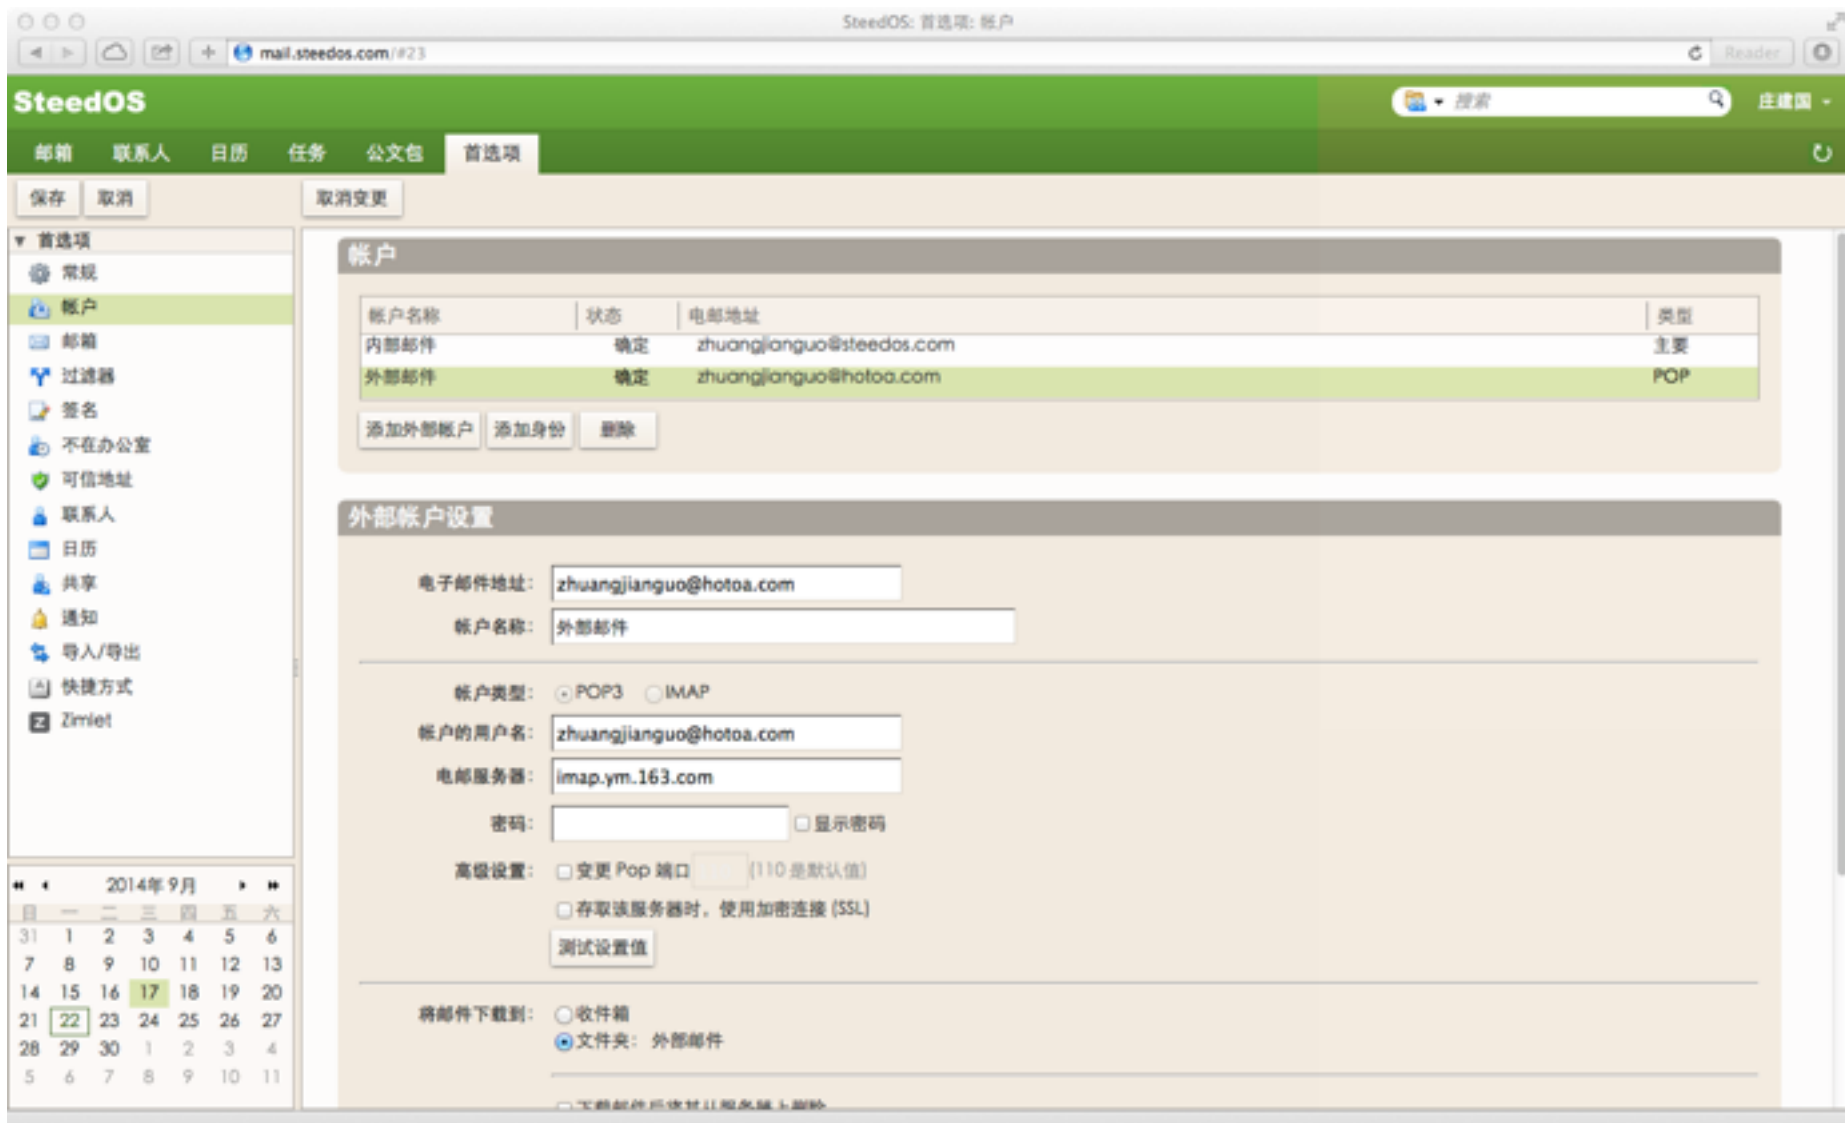 SteedOS: 首选项: 帐户
mail.steedos.com/#23
Reader
SteedOS
搜索
庄建国
邮箱 联系人 日历 任务 公文包 首选项
保存 取消 取消变更
首选项
常规
帐户
邮箱
过滤器
签名
不在办公室
可信地址
联系人
日历
共享
通知
导入/导出
快捷方式
Zimlet
2014年 9月
日 一 二 三 四 五 六
31 1 2 3 4 5 6
7 8 9 10 11 12 13
14 15 16 17 18 19 20
21 22 23 24 25 26 27
28 29 30 1 2 3 4
5 6 7 8 9 10 11
帐户
帐户名称 状态 电邮地址 类型
内部邮件 确定 zhuangjianguo@steedos.com 主要
外部邮件 确定 zhuangjianguo@hotoa.com POP
添加外部帐户 添加身份 删除
外部帐户设置
电子邮件地址: zhuangjianguo@hotoa.com
帐户名称: 外部邮件
帐户类型: POP3 IMAP
帐户的用户名: zhuangjianguo@hotoa.com
电邮服务器: imap.ym.163.com
密码: 显示密码
高级设置: 变更 Pop 端口 (110 是默认值)
存取该服务器时，使用加密连接 (SSL)
测试设置值
将邮件下载到: 收件箱
文件夹: 外部邮件
下载邮件后将其从服务器上删除